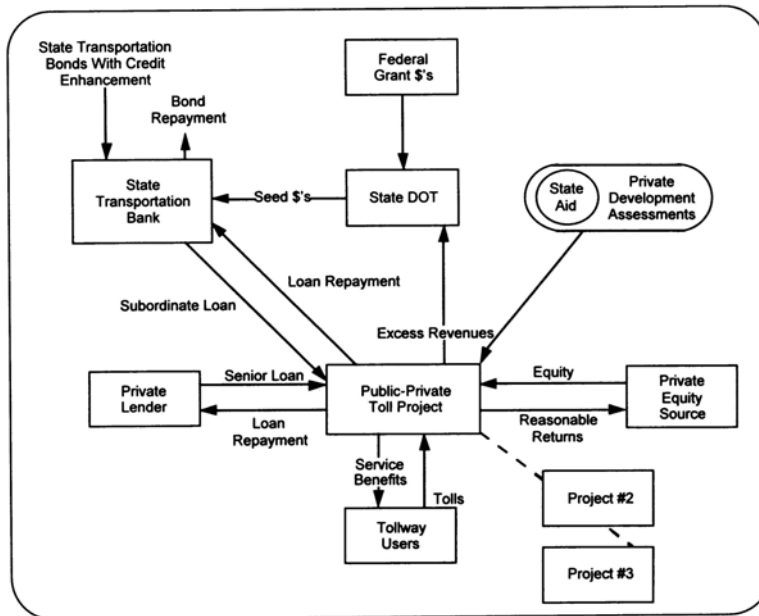 State Transportation
Bonds With Credit
Enhancement
Federal
Grant $'s
Bond
Repayment
State
Transportation
Bank
Seed $'s
State DOT
State
Aid
Private
Development
Assessments
Loan Repayment
Subordinate Loan
Excess Revenues
Private
Lender
Senior Loan
Loan
Repayment
Public-Private
Toll Project
Equity
Reasonable
Returns
Private
Equity
Source
Service
Benefits
Tolls
Tollway
Users
Project #2
Project #3